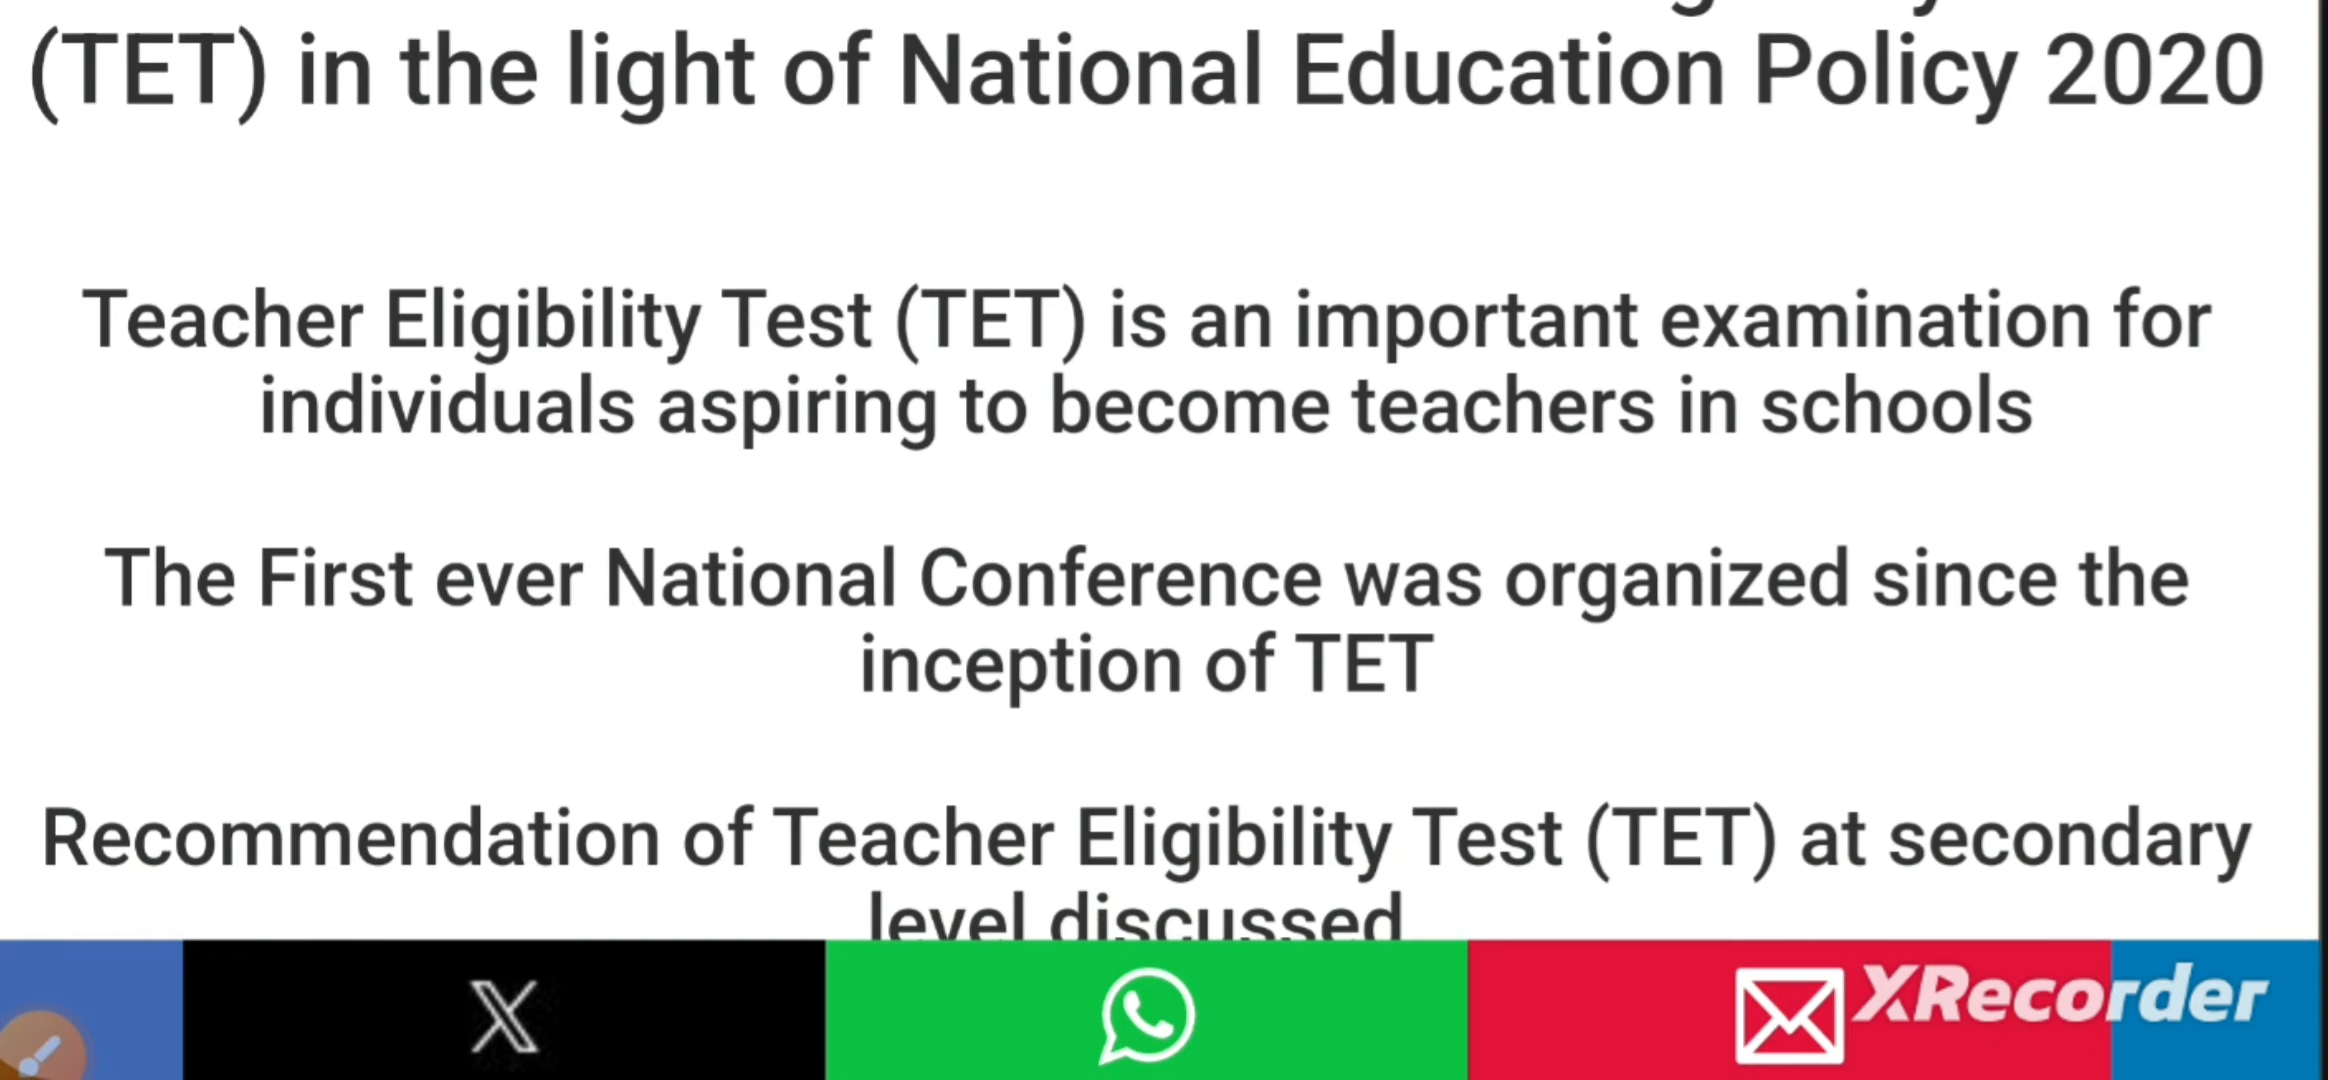 (TET) in the light of National Education Policy 2020
Teacher Eligibility Test (TET) is an important examination for
individuals aspiring to become teachers in schools
The First ever National Conference was organized since the
inception of TET
Recommendation of Teacher Eligibility Test (TET) at secondary
level discussed
XRecorder